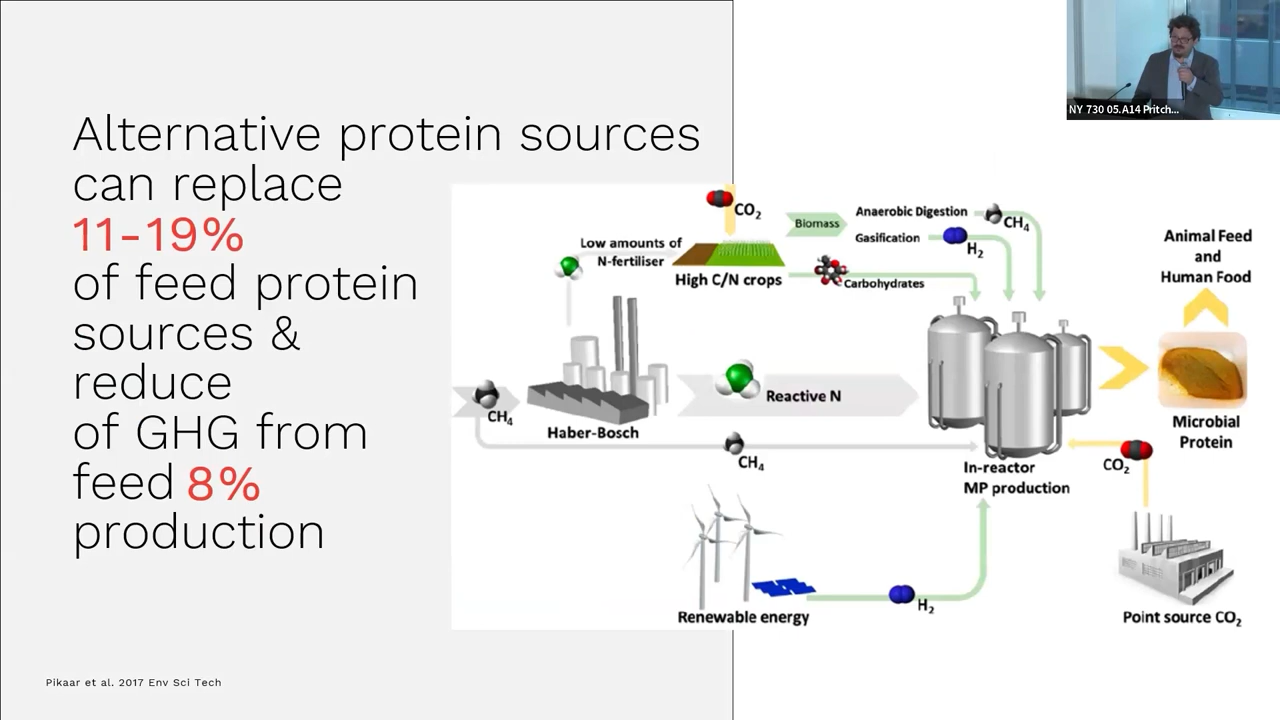 Alternative protein sources
can replace
11-19%
of feed protein
sources &
reduce
of GHG from
feed 8%
production
Pikaar et al. 2017 Env Sci Tech
CO2
Low amounts of
N-fertiliser
High C/N crops
Biomass
Anaerobic Digestion
CH4
Gasification
H2
Carbohydrates
CH4
Haber-Bosch
Reactive N
CH4
In-reactor
MP production
Renewable energy
H2
CO2
Point source CO2
Microbial
Protein
Animal Feed
and
Human Food
NY 730 05.A14 Pritch...